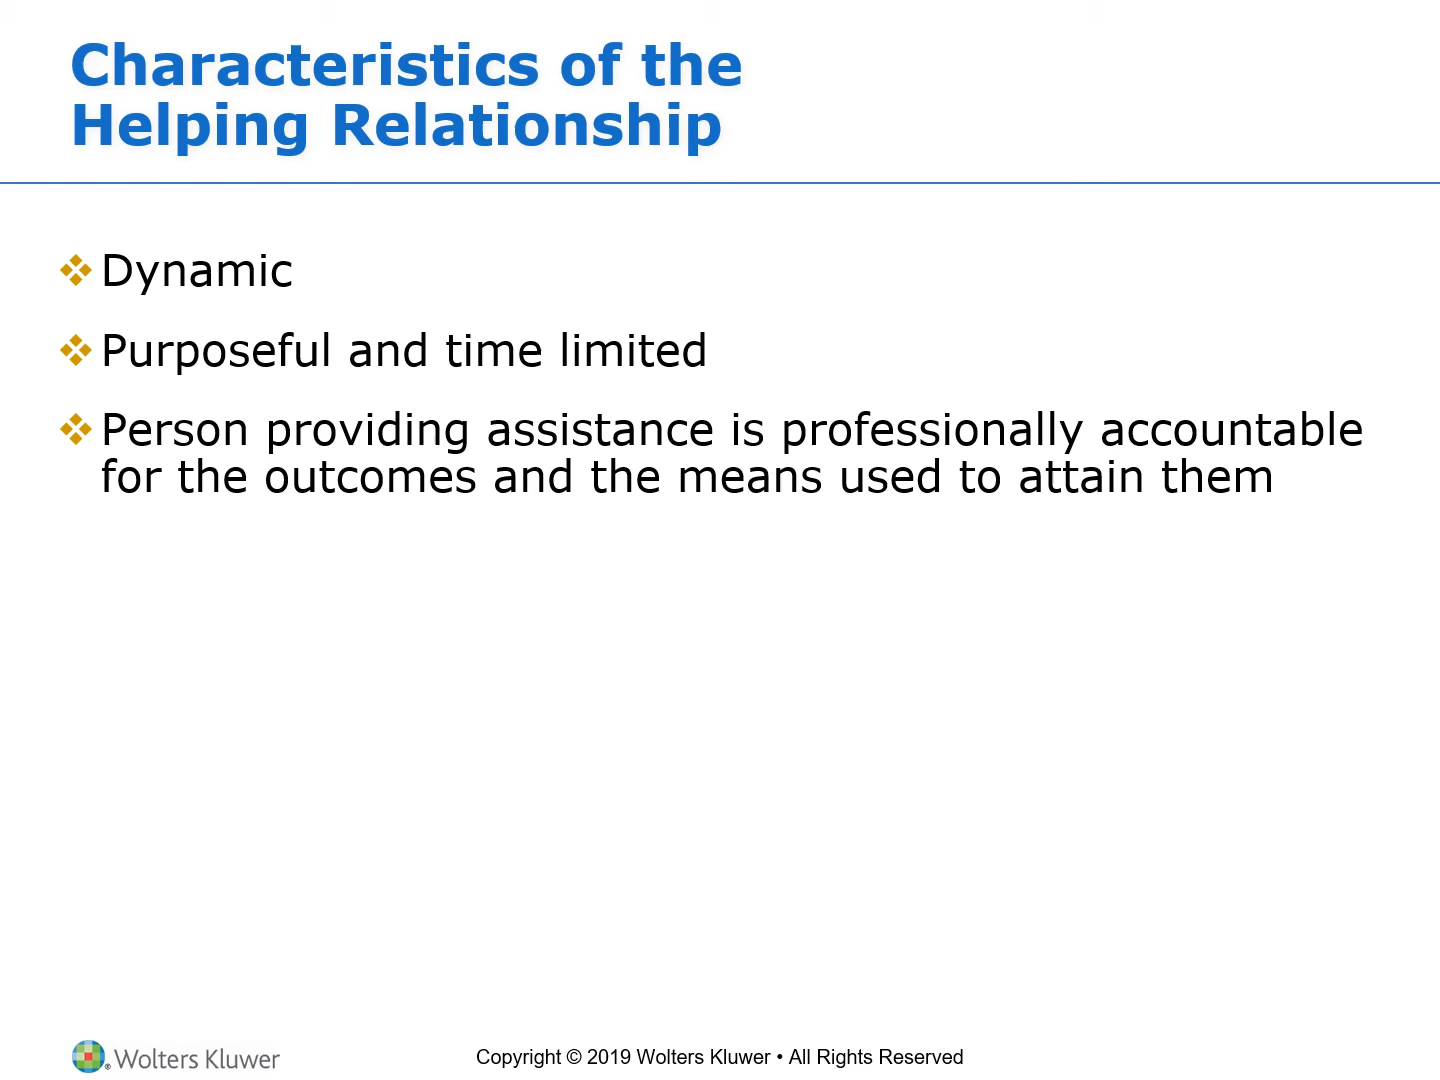 Characteristics of the
Helping Relationship
❖ Dynamic
❖ Purposeful and time limited
❖ Person providing assistance is professionally accountable
for the outcomes and the means used to attain them
Wolters Kluwer
Copyright © 2019 Wolters Kluwer • All Rights Reserved